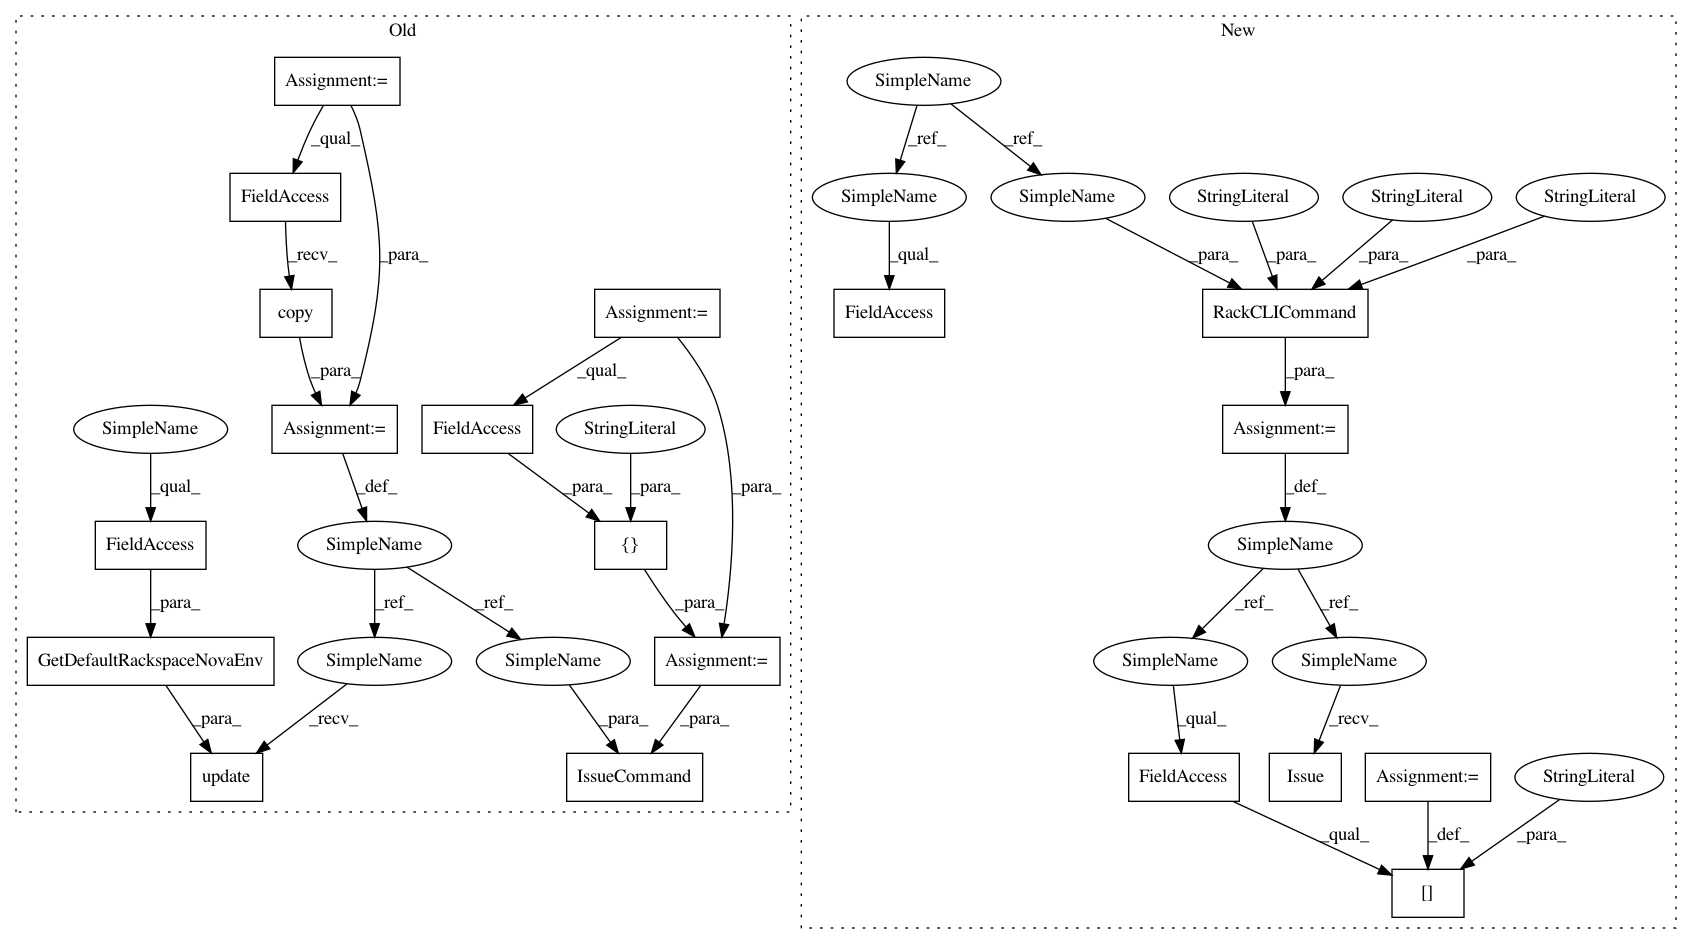 Old
New
Assignment:=
SimpleName
_qual_
_ref_
_ref_
FieldAccess
SimpleName
SimpleName
StringLiteral
StringLiteral
StringLiteral
_recv_
_para_
_qual_
_para_
_para_
_para_
_para_
copy
Assignment:=
FieldAccess
RackCLICommand
_para_
_qual_
_para_
SimpleName
Assignment:=
FieldAccess
StringLiteral
Assignment:=
_qual_
_def_
_para_
_para_
_para_
_def_
FieldAccess
SimpleName
{}
SimpleName
_para_
_ref_
_ref_
_para_
_ref_
_ref_
GetDefaultRackspaceNovaEnv
SimpleName
SimpleName
Assignment:=
SimpleName
SimpleName
_para_
_recv_
_para_
_para_
_qual_
_recv_
update
IssueCommand
FieldAccess
Issue
Assignment:=
StringLiteral
_qual_
_def_
_para_
[]